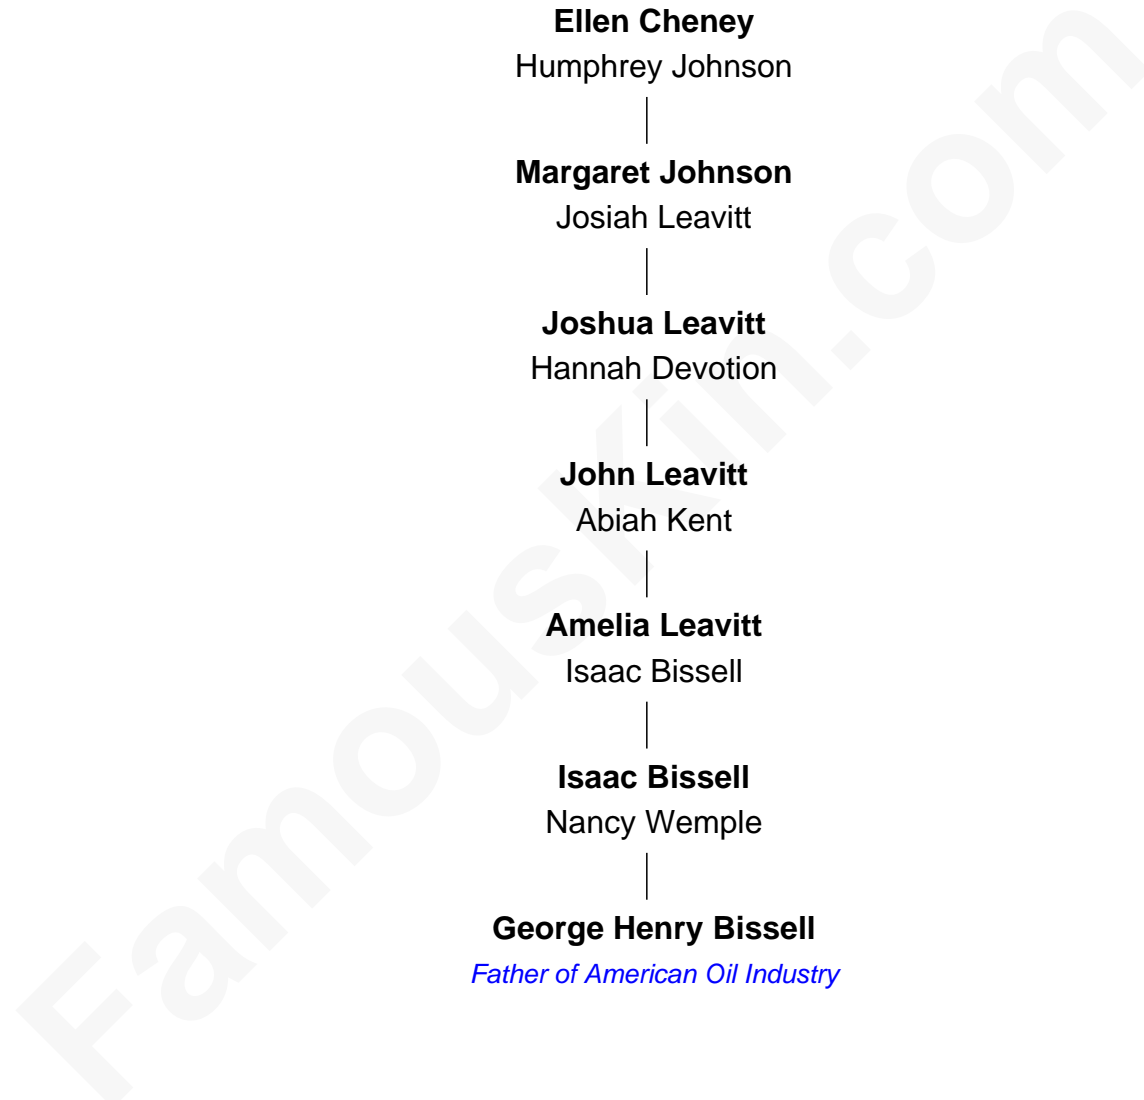 Ellen Cheney
Humphrey Johnson
Margaret Johnson
Josiah Leavitt
Joshua Leavitt
Hannah Devotion
John Leavitt
Abiah Kent
Amelia Leavitt
Isaac Bissell
Isaac Bissell
Nancy Wemple
George Henry Bissell
Father of American Oil Industry
FamousKin.com